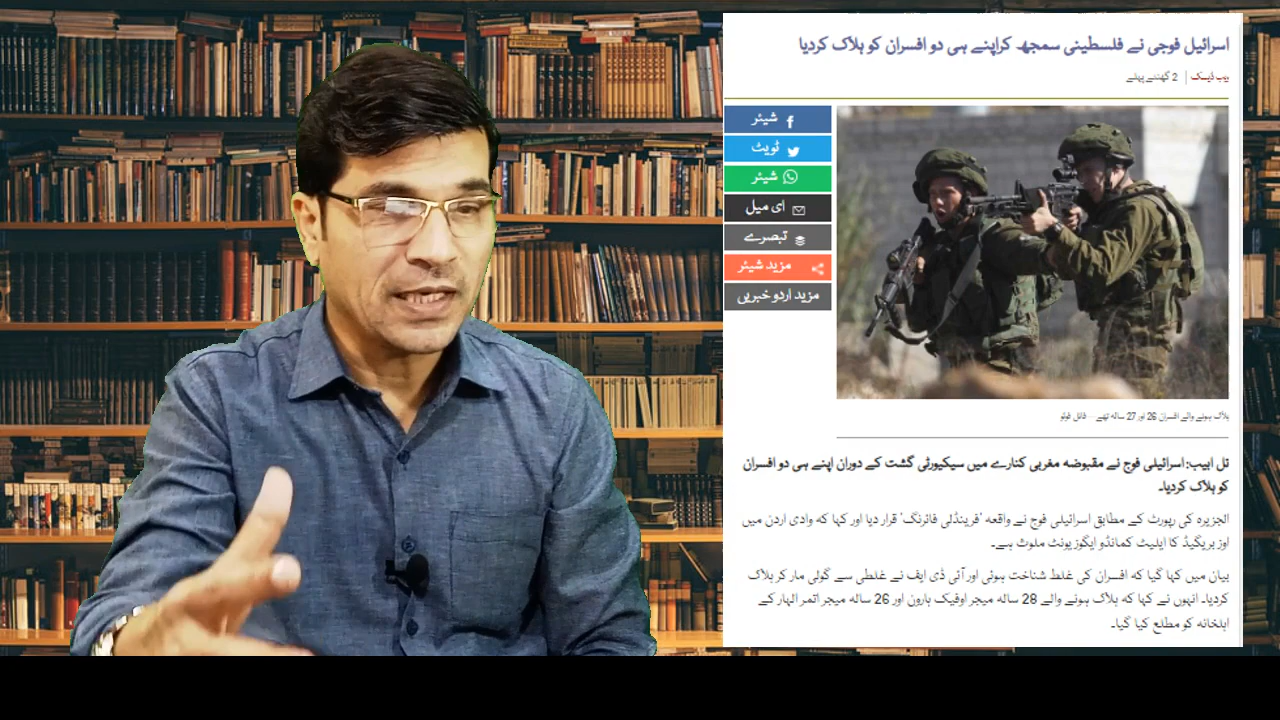 اسرائیل فوجی نے فلسطینی سمجھ کراپنے ہی دو افسران کو ہلاک کردیا
ویب ڈیسک | 2 گھنٹے پہلے
شیئر
ٹویٹ
شیئر
ای میل
تبصرے
مزید شیئر
مزید اردو خبریں
ہلاک ہونے والے افسران 26 اور 27 سالہ تھے — فائل فوٹو
تل ابیب: اسرائیلی فوج نے مقبوضہ مغربی کنارے میں سیکیورٹی گشت کے دوران اپنے ہی دو افسران
کو ہلاک کردیا۔
الجزیرہ کی رپورٹ کے مطابق اسرائیلی فوج نے واقعہ 'فرینڈلی فائرنگ' قرار دیا اور کہا کہ وادی اردن میں
اوز بریگیڈ کا ایلیٹ کمانڈو ایگوز یونٹ ملوث ہے۔
بیان میں کہا گیا کہ افسران کی غلط شناخت ہوئی اور آئی ڈی ایف نے غلطی سے گولی مار کر ہلاک
کردیا۔ انہوں نے کہا کہ ہلاک ہونے والے 28 سالہ میجر اوفیک ہارون اور 26 سالہ میجر اتمر الہار کے
اہلخانہ کو مطلع کیا گیا۔